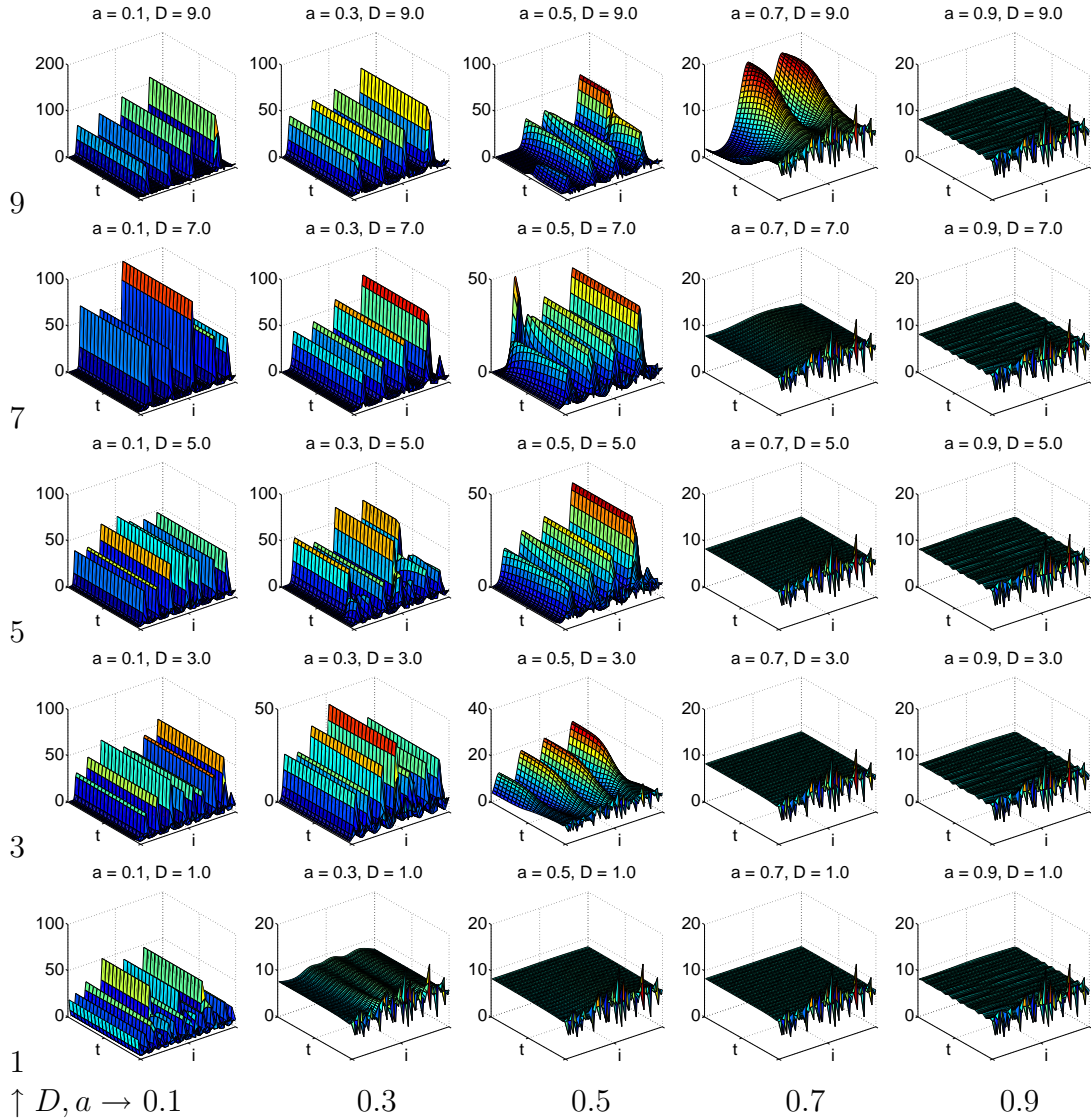 a = 0.1, D = 9.0 a = 0.3, D = 9.0 a = 0.5, D = 9.0 a = 0.7, D = 9.0 a = 0.9, D = 9.0
200 100 100 20 20
100 50 50 10 10
0 0 0 0 0
t i t i t i t i t i
9
a = 0.1, D = 7.0 a = 0.3, D = 7.0 a = 0.5, D = 7.0 a = 0.7, D = 7.0 a = 0.9, D = 7.0
100 100 50 20 20
50 50 10 10
0 0 0 0 0
t i t i t i t i t i
7
a = 0.1, D = 5.0 a = 0.3, D = 5.0 a = 0.5, D = 5.0 a = 0.7, D = 5.0 a = 0.9, D = 5.0
100 100 50 20 20
50 50 10 10
0 0 0 0 0
t i t i t i t i t i
5
a = 0.1, D = 3.0 a = 0.3, D = 3.0 a = 0.5, D = 3.0 a = 0.7, D = 3.0 a = 0.9, D = 3.0
100 50 40 20 20
50 20 10 10
0 0 0 0 0
t i t i t i t i t i
3
a = 0.1, D = 1.0 a = 0.3, D = 1.0 a = 0.5, D = 1.0 a = 0.7, D = 1.0 a = 0.9, D = 1.0
100 20 20 20 20
50 10 10 10 10
0 0 0 0 0
t i t i t i t i t i
1
↑ D, a → 0.1 0.3 0.5 0.7 0.9